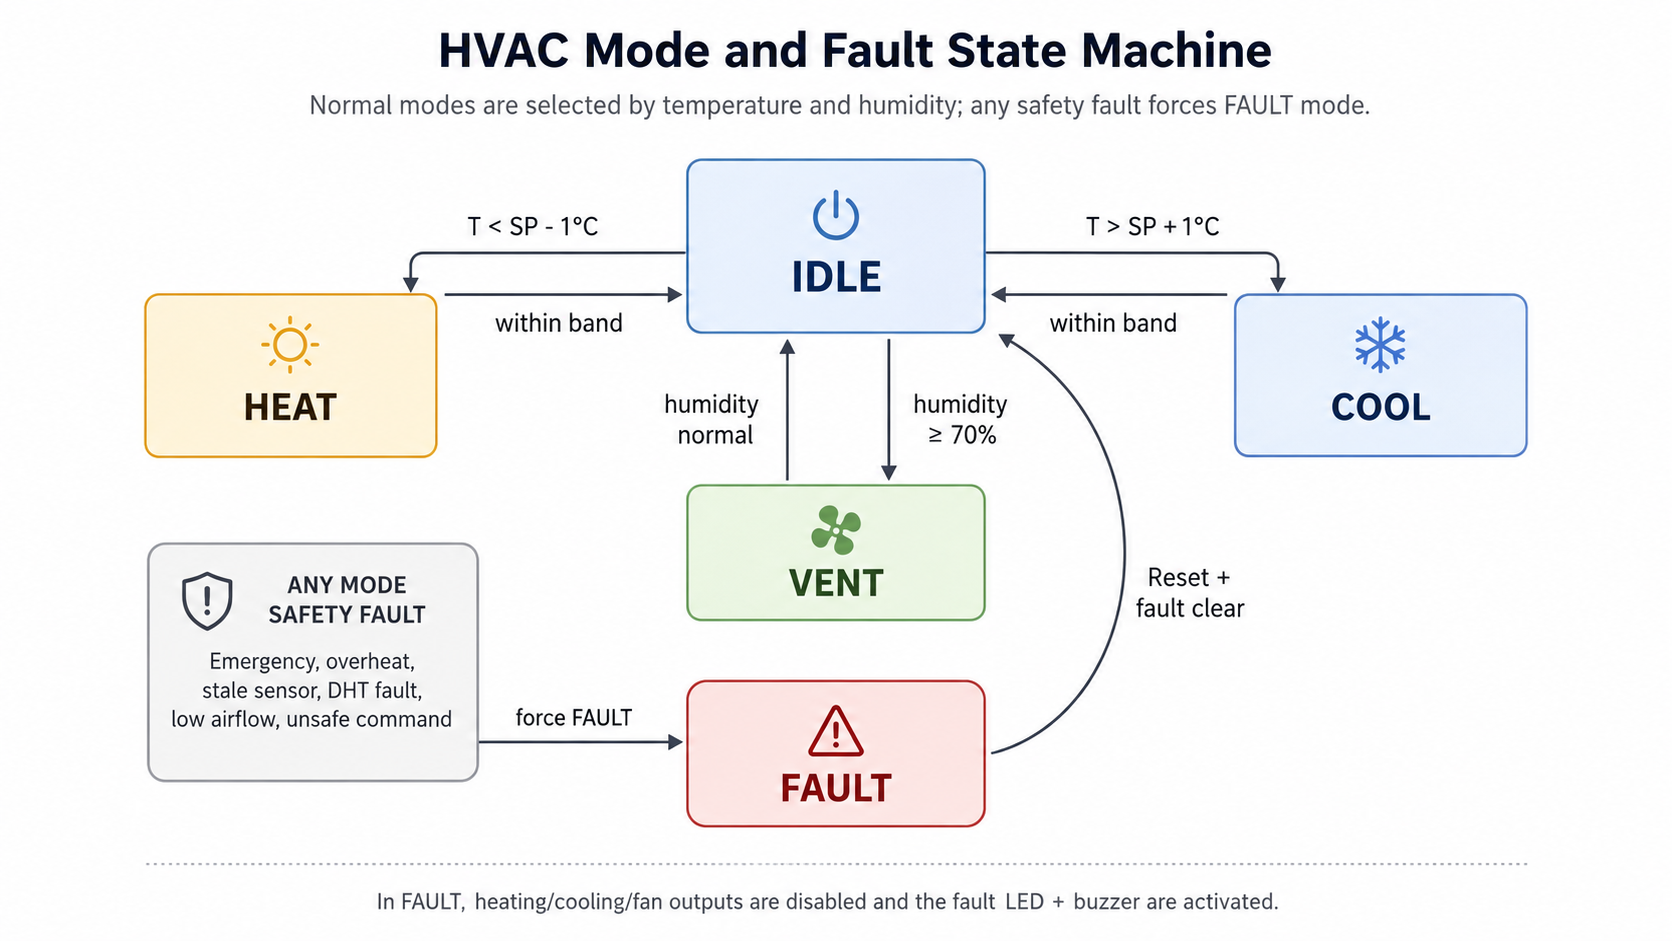 HVAC Mode and Fault State Machine
Normal modes are selected by temperature and humidity; any safety fault forces FAULT mode.
T < SP - 1°C
IDLE
T > SP + 1°C
within band
within band
HEAT
COOL
humidity
normal
humidity
≥ 70%
VENT
ANY MODE
SAFETY FAULT
Emergency, overheat,
stale sensor, DHT fault,
low airflow, unsafe command
Reset +
fault clear
force FAULT
FAULT
In FAULT, heating/cooling/fan outputs are disabled and the fault LED + buzzer are activated.